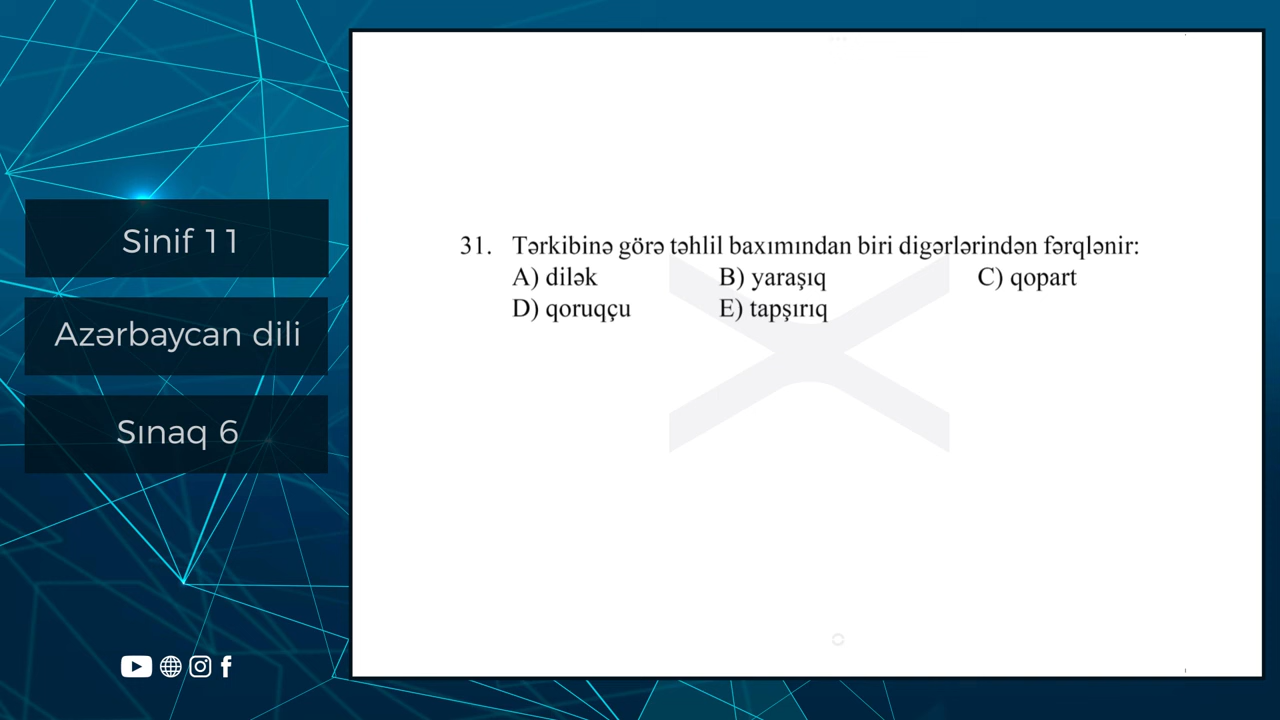 Sinif 11
Azərbaycan dili
Sınaq 6
31. Tərkibinə görə təhlil baxımından biri digərlərindən fərqlənir:
A) dilək B) yaraşıq C) qopart
D) qoruqçu E) tapşırıq